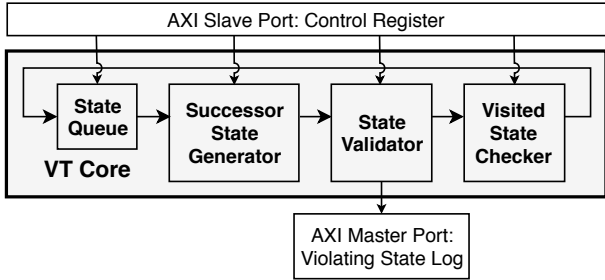 AXI Slave Port: Control Register
State
Queue
Successor
State
Generator
State
Validator
Visited
State
Checker
VT Core
AXI Master Port:
Violating State Log